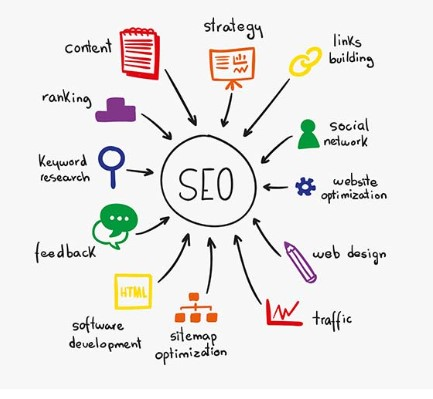 strategy
content
links
building
ranking
social
network
Keyword
research
SEO
website
optimization
feedback
web design
HTML
software
development
sitemap
optimization
traffic